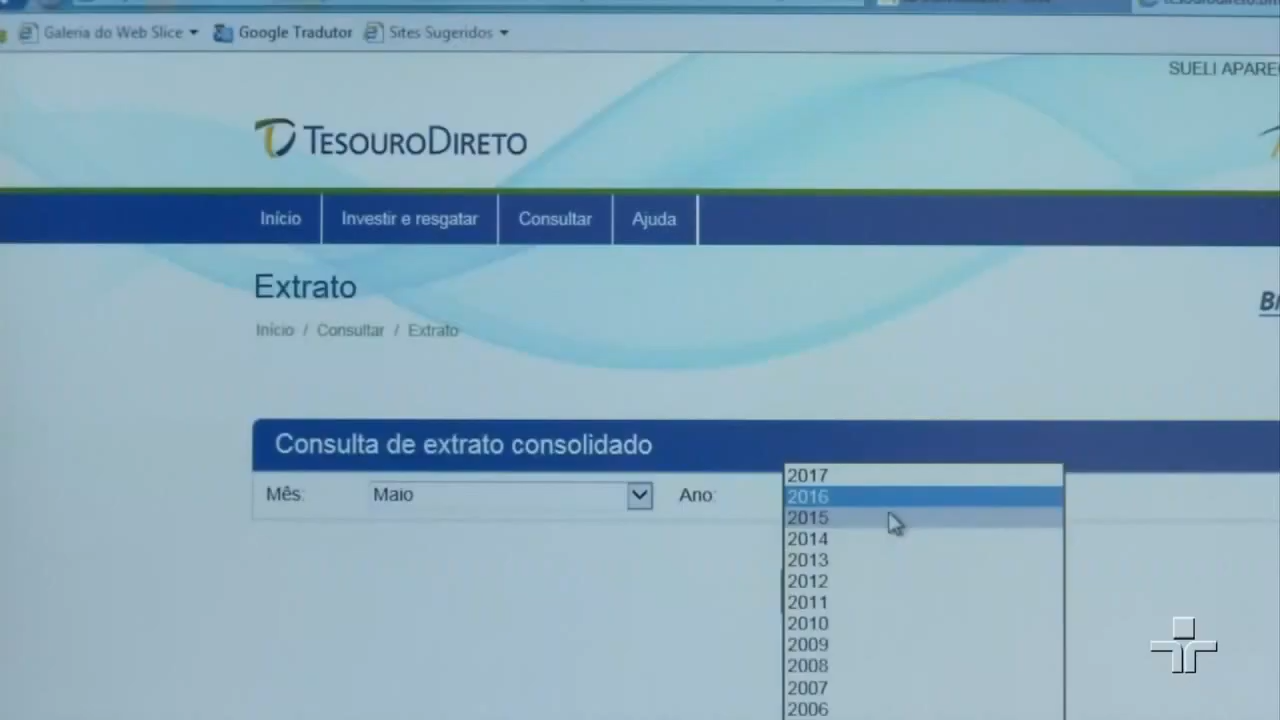 Galeria do Web Slice
Google Tradutor
Sites Sugeridos
SUELI
TESOURODIRETO
Início
Investir e resgatar
Consultar
Ajuda
Extrato
Início / Consultar / Extrato
Consulta de extrato consolidado
Mês:
Maio
Ano:
2017
2016
2015
2014
2013
2012
2011
2010
2009
2008
2007
2006